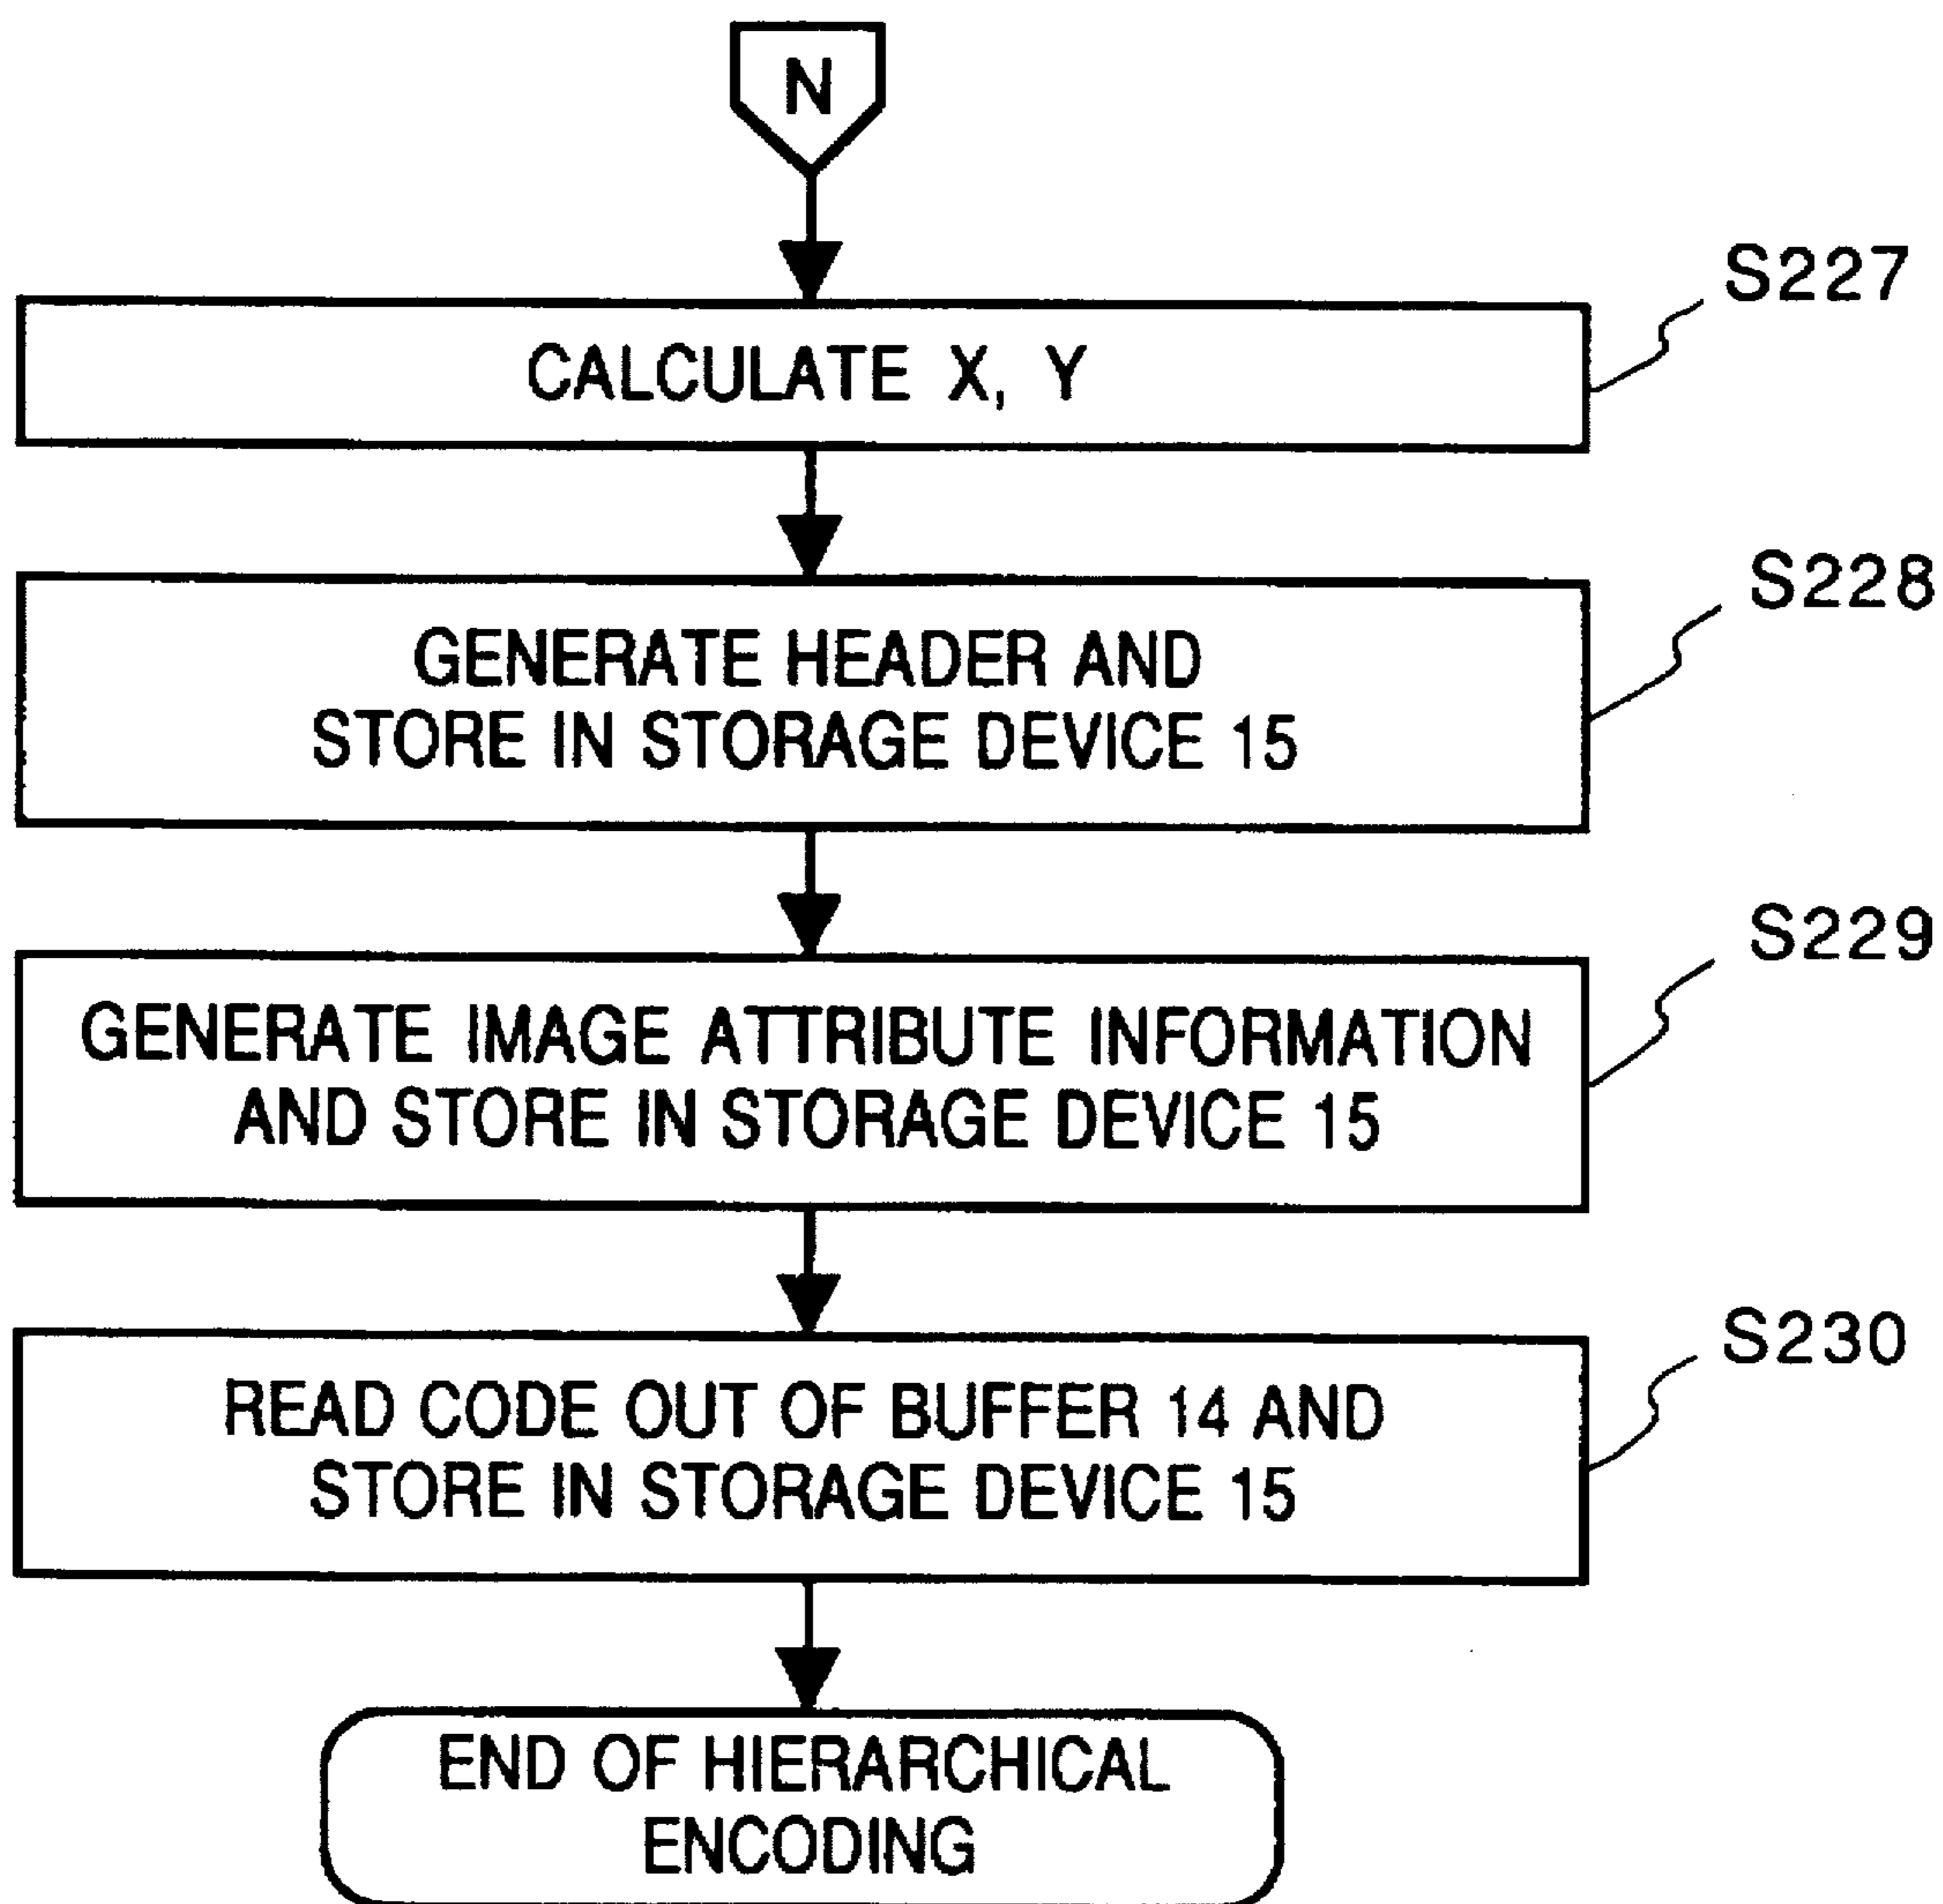 N
S227
CALCULATE X, Y
S228
GENERATE HEADER AND
STORE IN STORAGE DEVICE 15
S229
GENERATE IMAGE ATTRIBUTE INFORMATION
AND STORE IN STORAGE DEVICE 15
S230
READ CODE OUT OF BUFFER 14 AND
STORE IN STORAGE DEVICE 15
END OF HIERARCHICAL
ENCODING